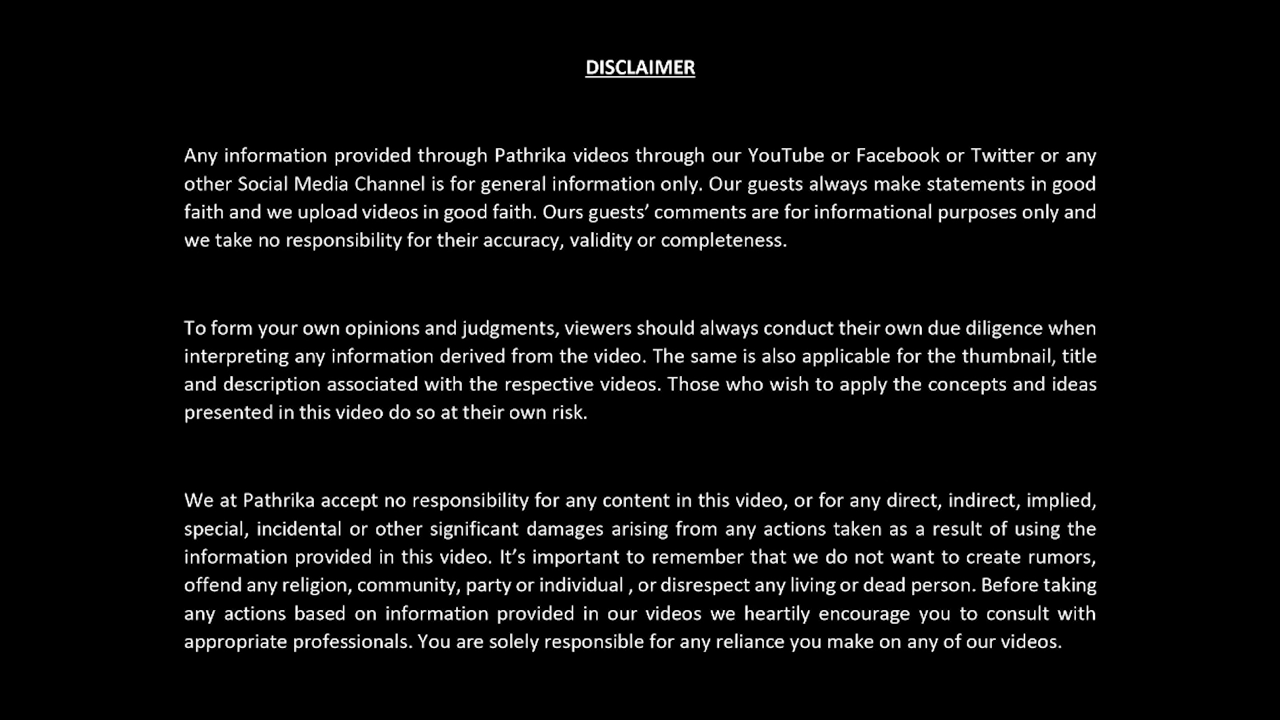 DISCLAIMER
Any information provided through Pathrika videos through our YouTube or Facebook or Twitter or any
other Social Media Channel is for general information only. Our guests always make statements in good
faith and we upload videos in good faith. Ours guests’ comments are for informational purposes only and
we take no responsibility for their accuracy, validity or completeness.
To form your own opinions and judgments, viewers should always conduct their own due diligence when
interpreting any information derived from the video. The same is also applicable for the thumbnail, title
and description associated with the respective videos. Those who wish to apply the concepts and ideas
presented in this video do so at their own risk.
We at Pathrika accept no responsibility for any content in this video, or for any direct, indirect, implied,
special, incidental or other significant damages arising from any actions taken as a result of using the
information provided in this video. It’s important to remember that we do not want to create rumors,
offend any religion, community, party or individual , or disrespect any living or dead person. Before taking
any actions based on information provided in our videos we heartily encourage you to consult with
appropriate professionals. You are solely responsible for any reliance you make on any of our videos.